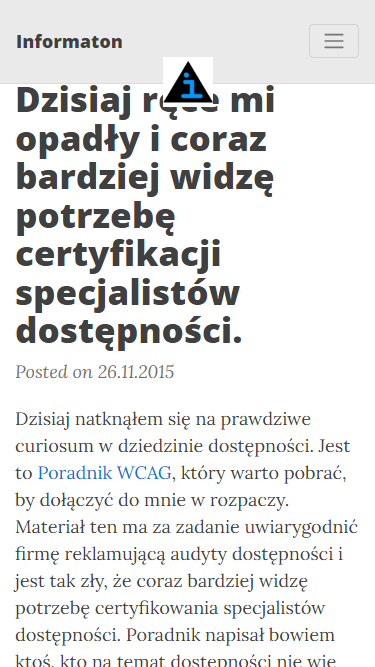 Informaton
Dzisiaj ręce mi
opadły i coraz
bardziej widzę
potrzebę
certyfikacji
specjalistów
dostępności.
Posted on 26.11.2015
Dzisiaj natknąłem się na prawdziwe
curiosum w dziedzinie dostępności. Jest
to Poradnik WCAG, który warto pobrać,
by dołączyć do mnie w rozpaczy.
Materiał ten ma za zadanie uwiarygodnić
firmę reklamującą audyty dostępności i
jest tak zły, że coraz bardziej widzę
potrzebę certyfikowania specjalistów
dostępności. Poradnik napisał bowiem
ktoś, kto na temat dostępności nie wie